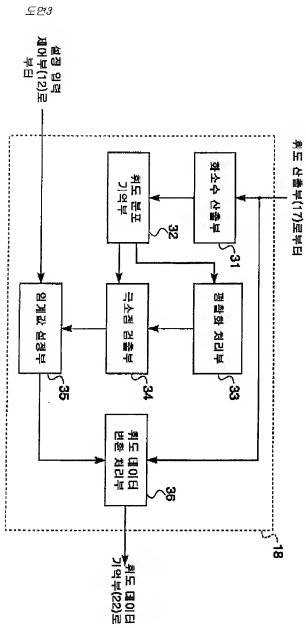 도면3
설정 입력
제어부(12)로
부터
휘도 산출부(17)로부터
화소수 산출부
31
휘도 분포
기억부
32
평활화 처리부
33
극소점 검출부
34
임계값 설정부
35
휘도 데이터
변환 처리부
36
18
휘도 데이터
기억부(22)로